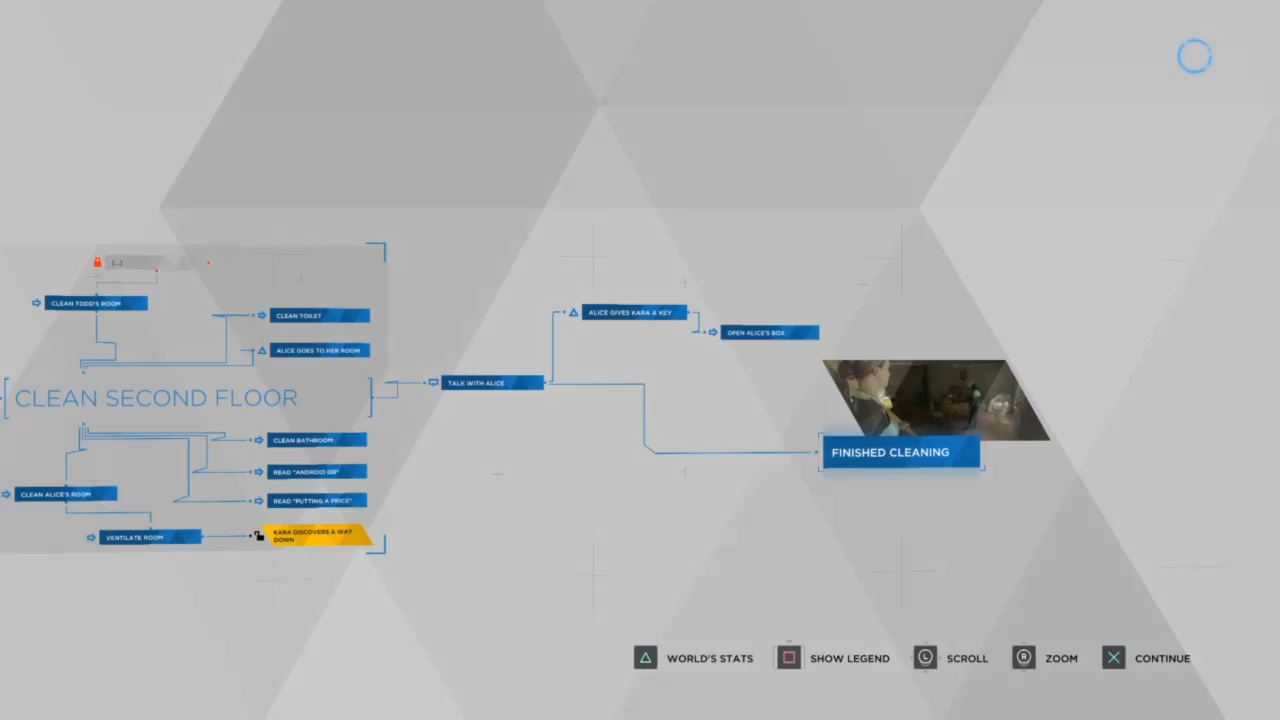 [...]
CLEAN TODD'S ROOM
CLEAN TOILET
ALICE GOES TO HER ROOM
CLEAN SECOND FLOOR
CLEAN BATHROOM
READ "ANDROID GB"
READ "PUTTING A PRICE"
CLEAN ALICE'S ROOM
VENTILATE ROOM
KARA DISCOVERS A WAY
DOWN
TALK WITH ALICE
ALICE GIVES KARA A KEY
OPEN ALICE'S BOX
FINISHED CLEANING
WORLD'S STATS
SHOW LEGEND
L
SCROLL
R
ZOOM
CONTINUE